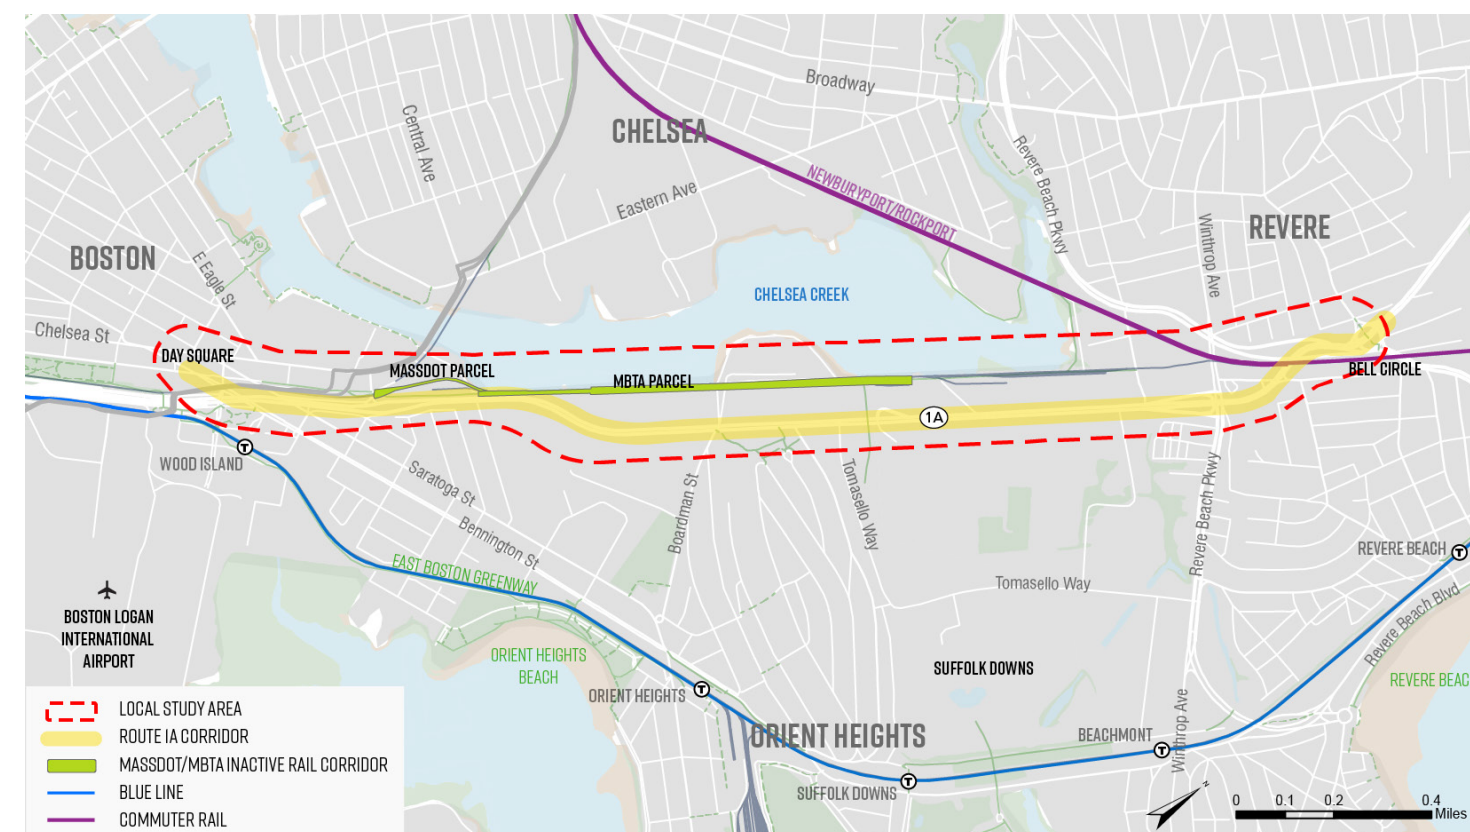 Broadway
Central Ave
CHELSEA
Revere Beach Pkwy
NEWBURYPORT/ROCKPORT
Eastern Ave
Winthrop Ave
REVERE
BOSTON
E Eagle St
CHELSEA CREEK
Chelsea St
DAY SQUARE
MASSDOT PARCEL
MBTA PARCEL
BELL CIRCLE
1A
T
WOOD ISLAND
Saratoga St
Bennington St
Boardman St
Tomasello Way
Revere Beach Pkwy
REVERE BEACH
T
EAST BOSTON GREENWAY
Tomasello Way
Revere Beach Blvd
BOSTON LOGAN
INTERNATIONAL
AIRPORT
ORIENT HEIGHTS
BEACH
SUFFOLK DOWNS
REVERE BEAC
ORIENT HEIGHTS
T
ORIENT HEIGHTS
BEACHMONT
T
Winthrop Ave
SUFFOLK DOWNS
T
LOCAL STUDY AREA
ROUTE 1A CORRIDOR
MASSDOT/MBTA INACTIVE RAIL CORRIDOR
BLUE LINE
COMMUTER RAIL
N
0 0.1 0.2 0.4
Miles